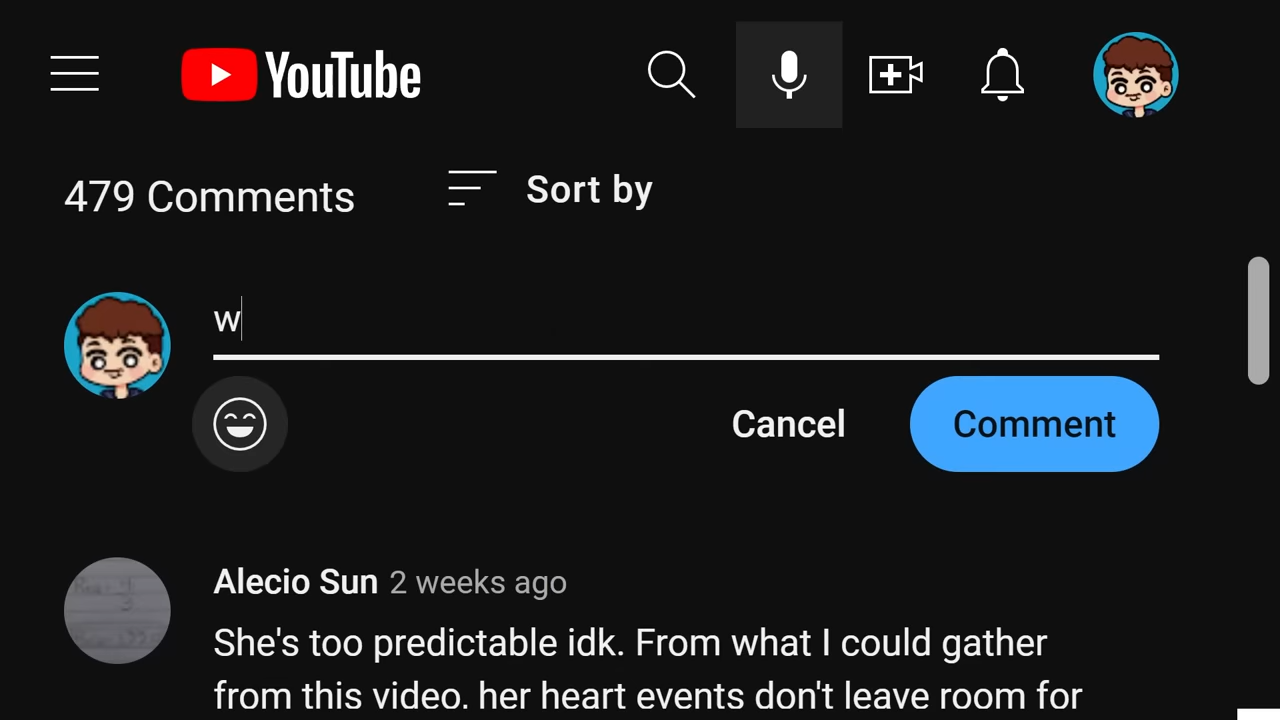 YouTube
479 Comments
Sort by
w
Cancel
Comment
Alecio Sun 2 weeks ago
She's too predictable idk. From what I could gather
from this video. her heart events don't leave room for